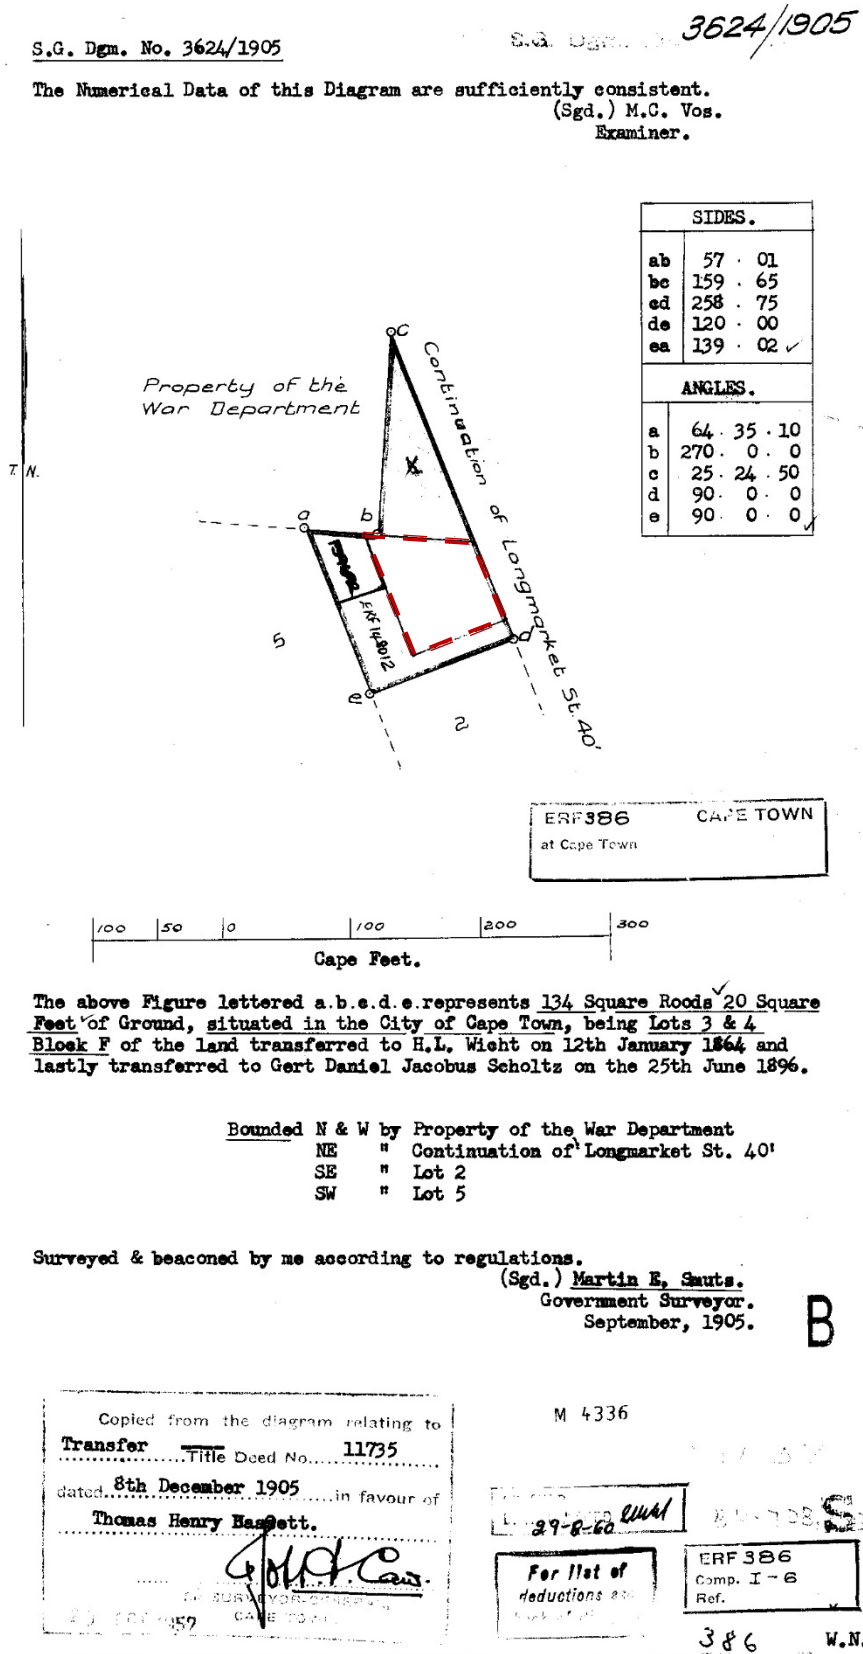 3624/1905
S.G. Dgm. No. 3624/1905
S.G. Dgm.
The Numerical Data of this Diagram are sufficiently consistent.
(Sgd.) M.C. Vos.
Examiner.
SIDES.
ab 57 . 01
bc 159 . 65
cd 258 . 75
de 120 . 00
ea 139 . 02 ✓
ANGLES.
a 64 . 35 . 10
b 270 . 0 . 0
c 25 . 24 . 50
d 90 . 0 . 0
e 90 . 0 . 0 ✓
T.N.
Property of the
War Department
Continuation of Longmarket St. 40'
c
X
a
b
ERF 148012
d
e
5
2
ERF 386 CAPE TOWN
at Cape Town
100 50 0 100 200 300
Cape Feet.
The above Figure lettered a.b.c.d.e.represents 134 Square Roods 20 Square
Feet of Ground, situated in the City of Cape Town, being Lots 3 & 4
Block F of the land transferred to H.L. Wicht on 12th January 1864 and
lastly transferred to Gert Daniel Jacobus Scholtz on the 25th June 1896.
Bounded N & W by Property of the War Department
NE " Continuation of Longmarket St. 40'
SE " Lot 2
SW " Lot 5
Surveyed & beaconed by me according to regulations.
(Sgd.) Martin E. Smuts.
Government Surveyor.
September, 1905.
B
Copied from the diagram relating to
Transfer Title Deed No. 11735
dated 8th December 1905 in favour of
Thomas Henry Bassett.
SURVEYOR-GENERAL
CAPE TOWN
M 4336
29-8-60
For list of
deductions see
back of
S
ERF 386
Comp. I-6
Ref.
386 W.N.